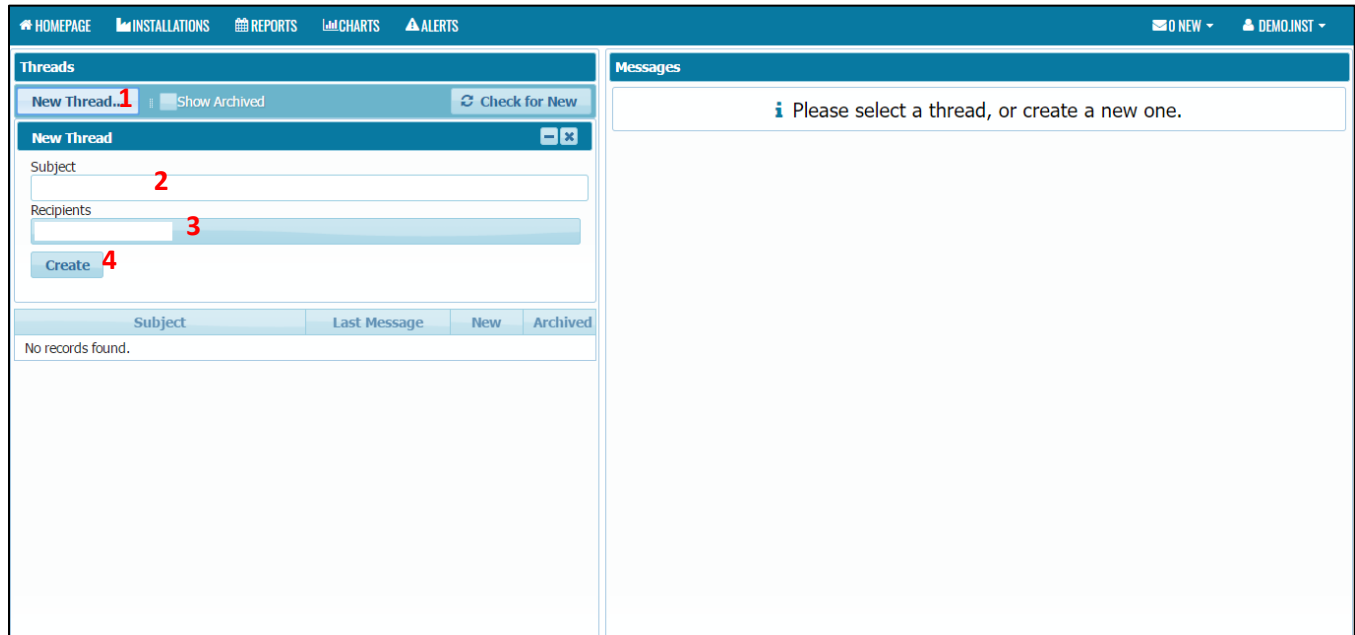 HOMEPAGE INSTALLATIONS REPORTS CHARTS ALERTS 0 NEW DEMO.INST
Threads
New Thread... 1 Show Archived Check for New
New Thread
Subject
2
Recipients
3
Create 4
Subject Last Message New Archived
No records found.
Messages
Please select a thread, or create a new one.